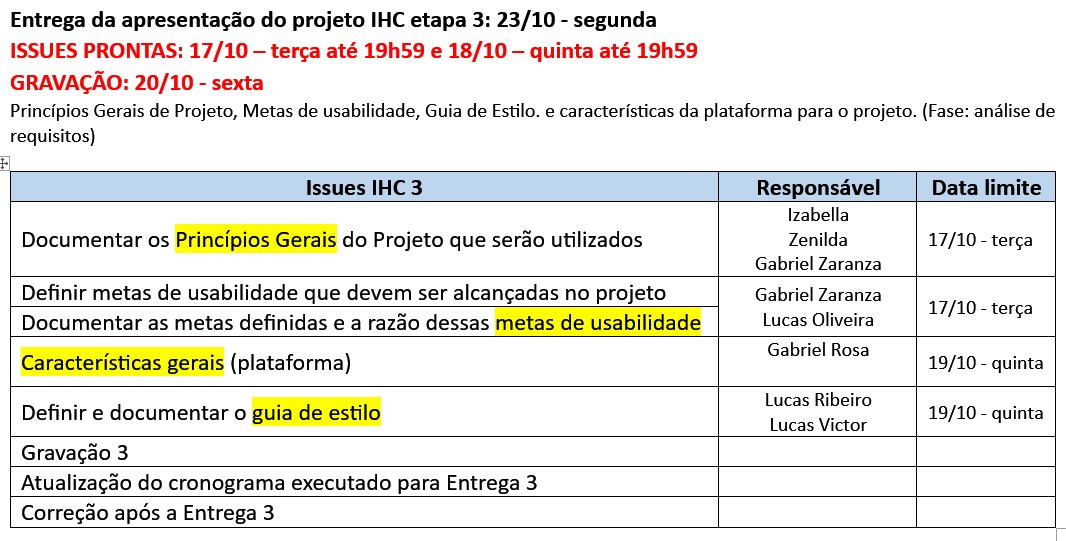 Entrega da apresentação do projeto IHC etapa 3: 23/10 - segunda
ISSUES PRONTAS: 17/10 – terça até 19h59 e 18/10 – quinta até 19h59
GRAVAÇÃO: 20/10 - sexta
Princípios Gerais de Projeto, Metas de usabilidade, Guia de Estilo. e características da plataforma para o projeto. (Fase: análise de
requisitos)
Issues IHC 3 Responsável Data limite
Documentar os Princípios Gerais do Projeto que serão utilizados
Izabella
Zenilda
Gabriel Zaranza
17/10 - terça
Definir metas de usabilidade que devem ser alcançadas no projeto
Documentar as metas definidas e a razão dessas metas de usabilidade
Gabriel Zaranza
Lucas Oliveira
17/10 - terça
Características gerais (plataforma)
Gabriel Rosa
19/10 - quinta
Definir e documentar o guia de estilo
Lucas Ribeiro
Lucas Victor
19/10 - quinta
Gravação 3
Atualização do cronograma executado para Entrega 3
Correção após a Entrega 3